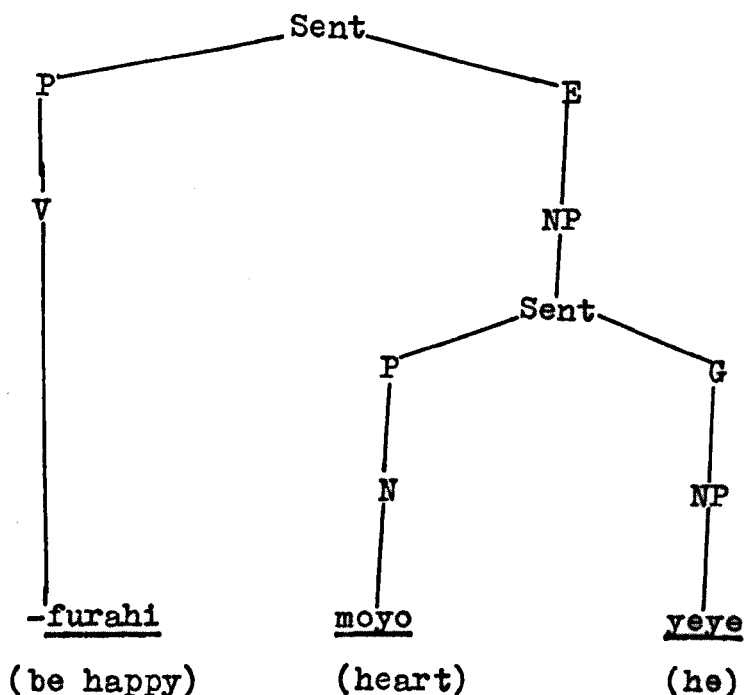 Sent
P E
V
NP
Sent
P G
N NP
-furahi moyo yeye
(be happy) (heart) (he)